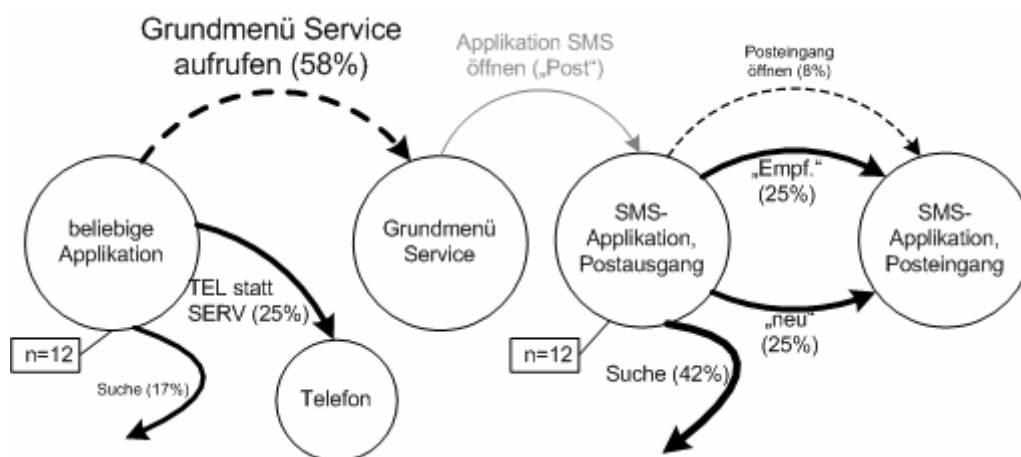 Grundmenü Service
aufrufen (58%)
Applikation SMS
öffnen („Post“)
Posteingang
öffnen (8%)
beliebige
Applikation
Grundmenü
Service
SMS-
Applikation,
Postausgang
„Empf.“
(25%)
SMS-
Applikation,
Posteingang
TEL statt
SERV (25%)
„neu“
(25%)
n=12
n=12
Suche (17%)
Telefon
Suche (42%)